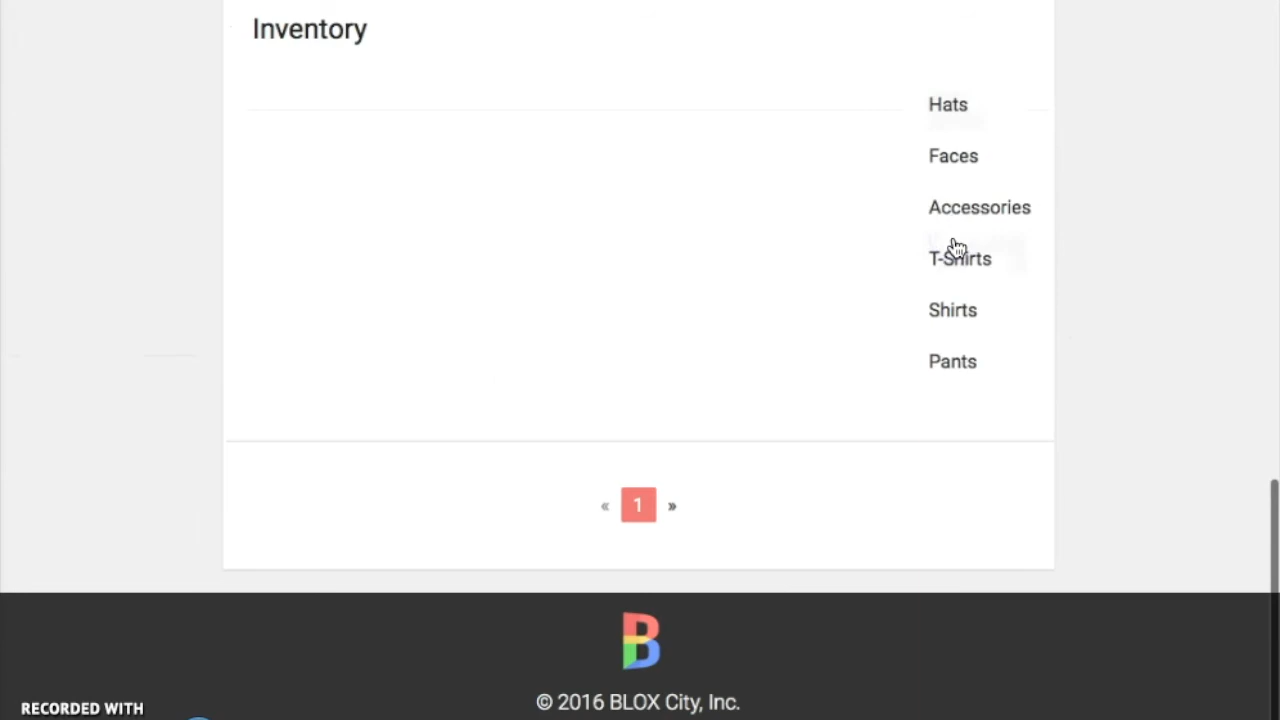 Inventory
Hats
Faces
Accessories
T-Shirts
Shirts
Pants
« 1 »
B
© 2016 BLOX City, Inc.
RECORDED WITH